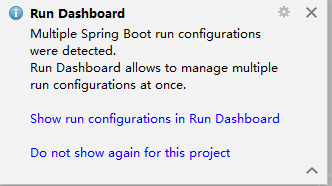 Run Dashboard
Multiple Spring Boot run configurations
were detected.
Run Dashboard allows to manage multiple
run configurations at once.
Show run configurations in Run Dashboard
Do not show again for this project